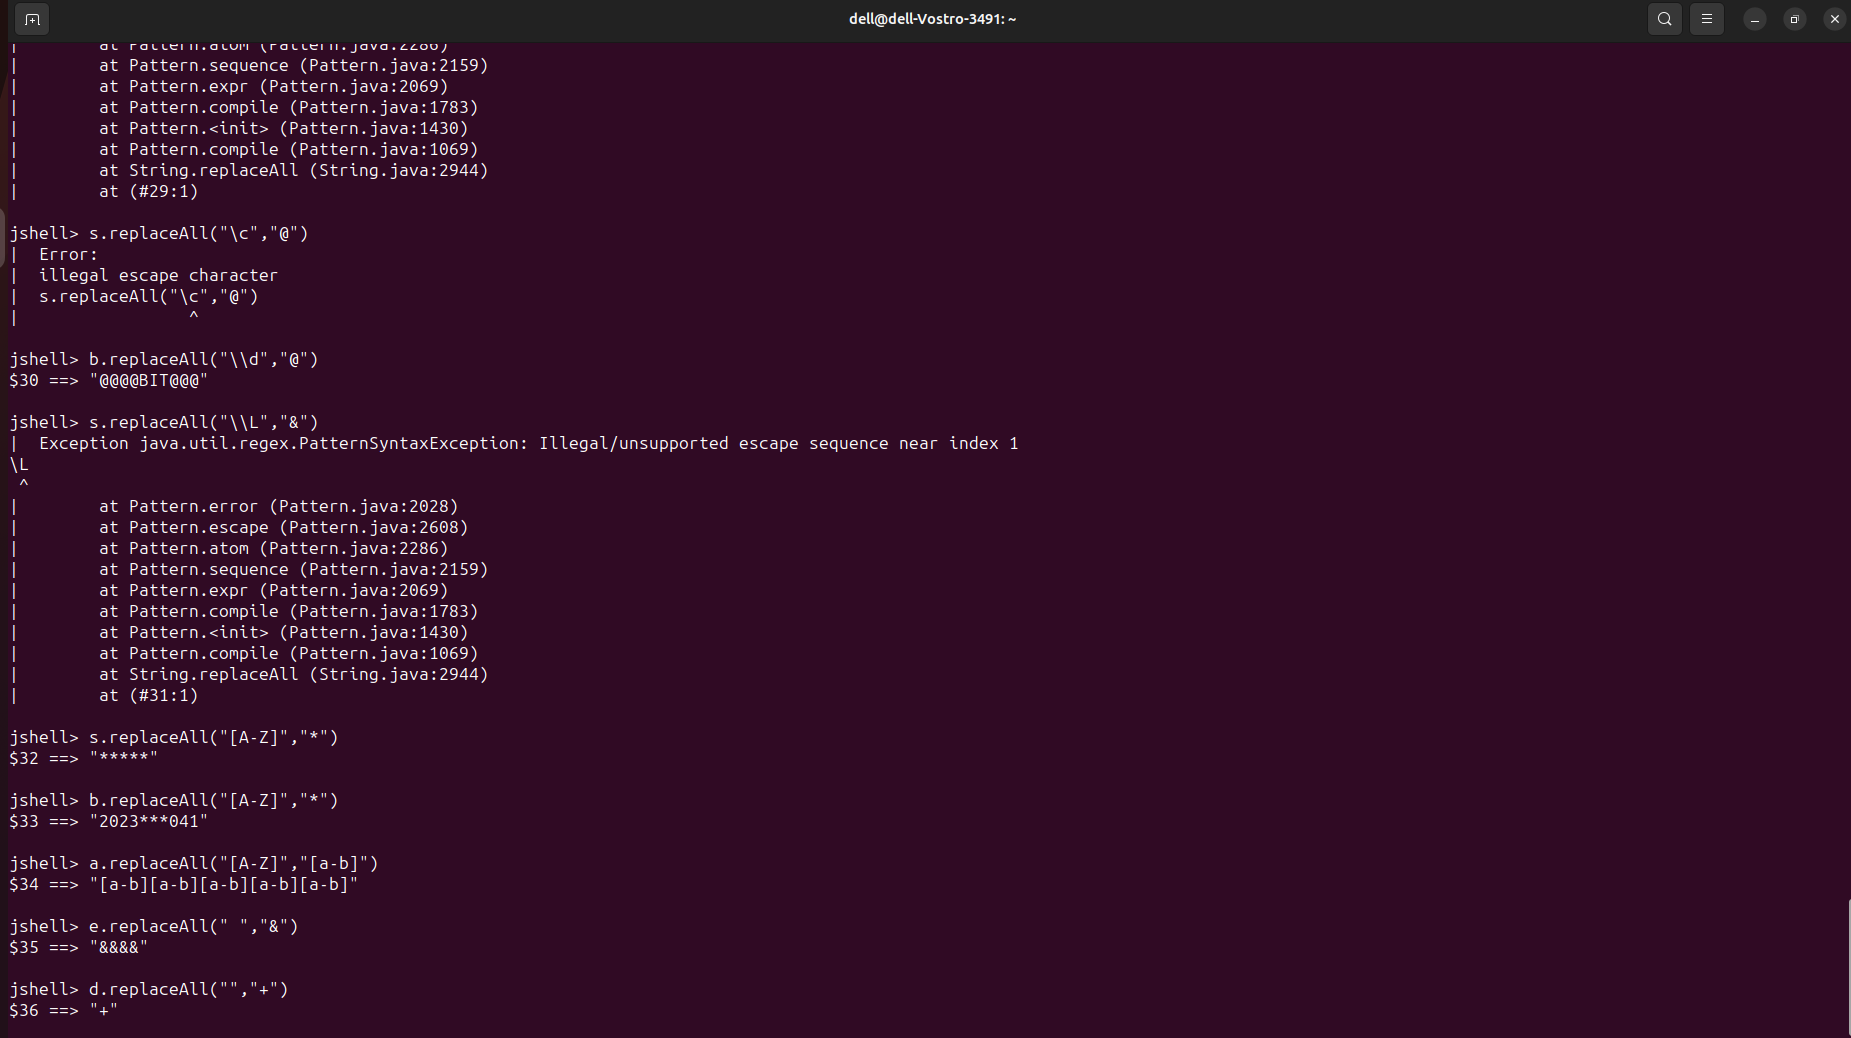 dell@dell-Vostro-3491: ~
|        at Pattern.atom (Pattern.java:2286)
|        at Pattern.sequence (Pattern.java:2159)
|        at Pattern.expr (Pattern.java:2069)
|        at Pattern.compile (Pattern.java:1783)
|        at Pattern.<init> (Pattern.java:1430)
|        at Pattern.compile (Pattern.java:1069)
|        at String.replaceAll (String.java:2944)
|        at (#29:1)
jshell> s.replaceAll("\c","@")
|  Error:
|  illegal escape character
|  s.replaceAll("\c","@")
|                 ^
jshell> b.replaceAll("\\d","@")
$30 ==> "@@@@BIT@@@"
jshell> s.replaceAll("\\L","&")
|  Exception java.util.regex.PatternSyntaxException: Illegal/unsupported escape sequence near index 1
\L
 ^
|        at Pattern.error (Pattern.java:2028)
|        at Pattern.escape (Pattern.java:2608)
|        at Pattern.atom (Pattern.java:2286)
|        at Pattern.sequence (Pattern.java:2159)
|        at Pattern.expr (Pattern.java:2069)
|        at Pattern.compile (Pattern.java:1783)
|        at Pattern.<init> (Pattern.java:1430)
|        at Pattern.compile (Pattern.java:1069)
|        at String.replaceAll (String.java:2944)
|        at (#31:1)
jshell> s.replaceAll("[A-Z]","*")
$32 ==> "*****"
jshell> b.replaceAll("[A-Z]","*")
$33 ==> "2023***041"
jshell> a.replaceAll("[A-Z]","[a-b]")
$34 ==> "[a-b][a-b][a-b][a-b][a-b]"
jshell> e.replaceAll(" ","&")
$35 ==> "&&&&"
jshell> d.replaceAll("","+")
$36 ==> "+"